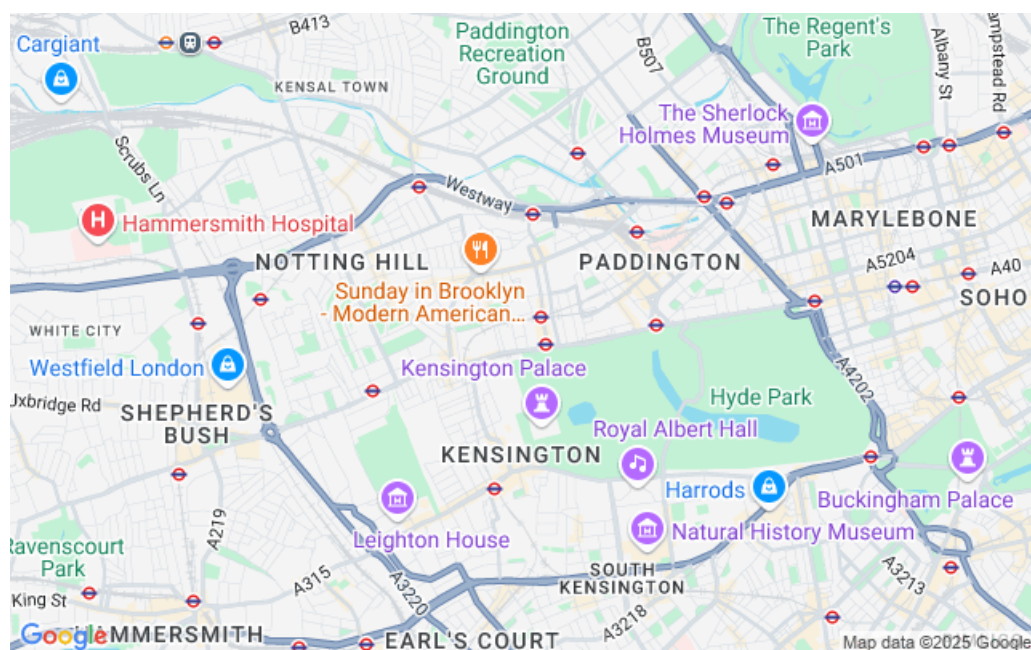 Cargiant
B413
Paddington
Recreation
Ground
B507
The Regent's
Park
Albany St
ampstead Rd
KENSAL TOWN
Scrubs Ln
The Sherlock
Holmes Museum
A501
Westway
H
Hammersmith Hospital
MARYLEBONE
NOTTING HILL
PADDINGTON
A5204
A40
Sunday in Brooklyn
- Modern American...
SOHO
WHITE CITY
Westfield London
Kensington Palace
A4202
Uxbridge Rd
SHEPHERD'S
BUSH
Hyde Park
Royal Albert Hall
KENSINGTON
Harrods
Buckingham Palace
A219
Leighton House
Natural History Museum
Ravenscourt
Park
SOUTH
KENSINGTON
A315
A3220
A3213
King St
A3218
Google
HAMMERSMITH
EARL'S COURT
Map data ©2025 Google